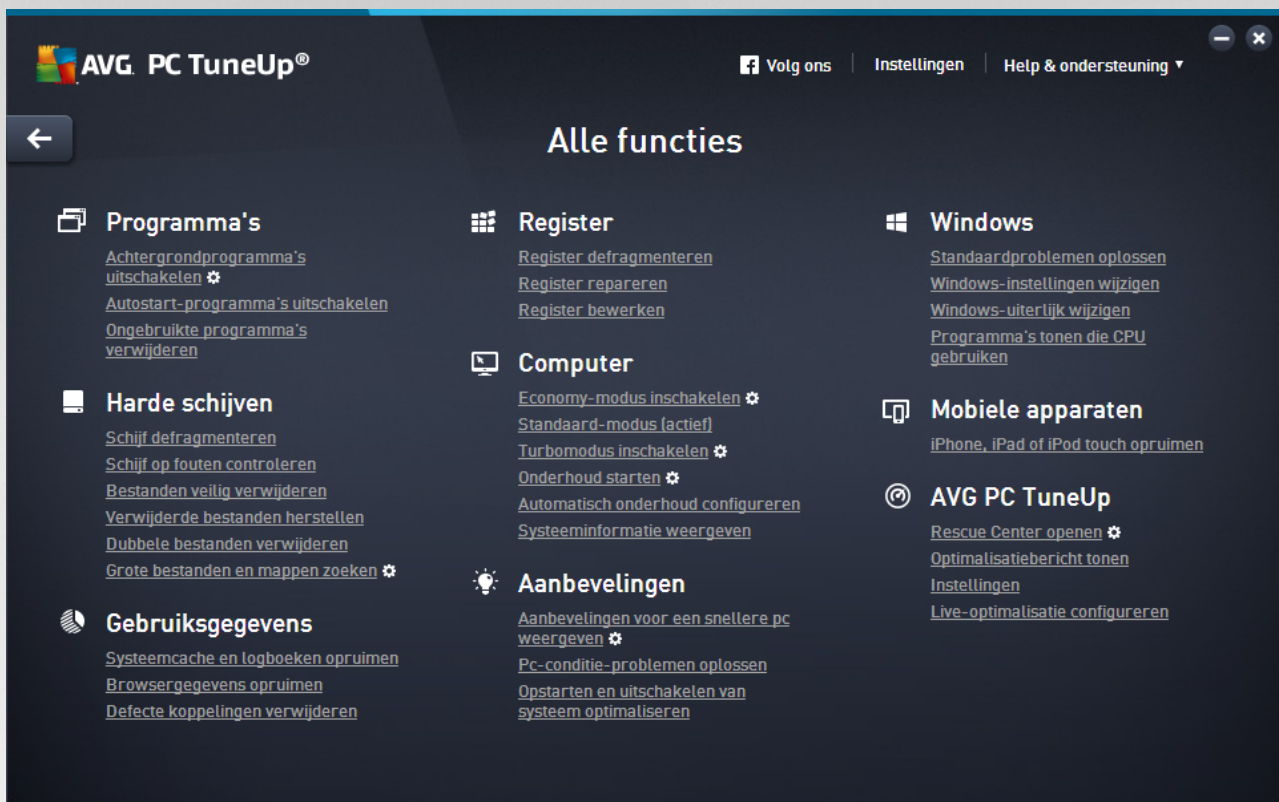 AVG. PC TuneUp®
Volg ons
Instellingen
Help & ondersteuning
Alle functies
Programma's
Achtergrondprogramma's
uitschakelen
Autostart-programma's uitschakelen
Ongebruikte programma's
verwijderen
Harde schijven
Schijf defragmenteren
Schijf op fouten controleren
Bestanden veilig verwijderen
Verwijderde bestanden herstellen
Dubbele bestanden verwijderen
Grote bestanden en mappen zoeken
Gebruiksgegevens
Systeemcache en logboeken opruimen
Browsergegevens opruimen
Defecte koppelingen verwijderen
Register
Register defragmenteren
Register repareren
Register bewerken
Computer
Economy-modus inschakelen
Standaard-modus (actief)
Turbomodus inschakelen
Onderhoud starten
Automatisch onderhoud configureren
Systeeminformatie weergeven
Aanbevelingen
Aanbevelingen voor een snellere pc
weergeven
Pc-conditie-problemen oplossen
Opstarten en uitschakelen van
systeem optimaliseren
Windows
Standaardproblemen oplossen
Windows-instellingen wijzigen
Windows-uiterlijk wijzigen
Programma's tonen die CPU
gebruiken
Mobiele apparaten
iPhone, iPad of iPod touch opruimen
AVG PC TuneUp
Rescue Center openen
Optimalisatiebericht tonen
Instellingen
Live-optimalisatie configureren